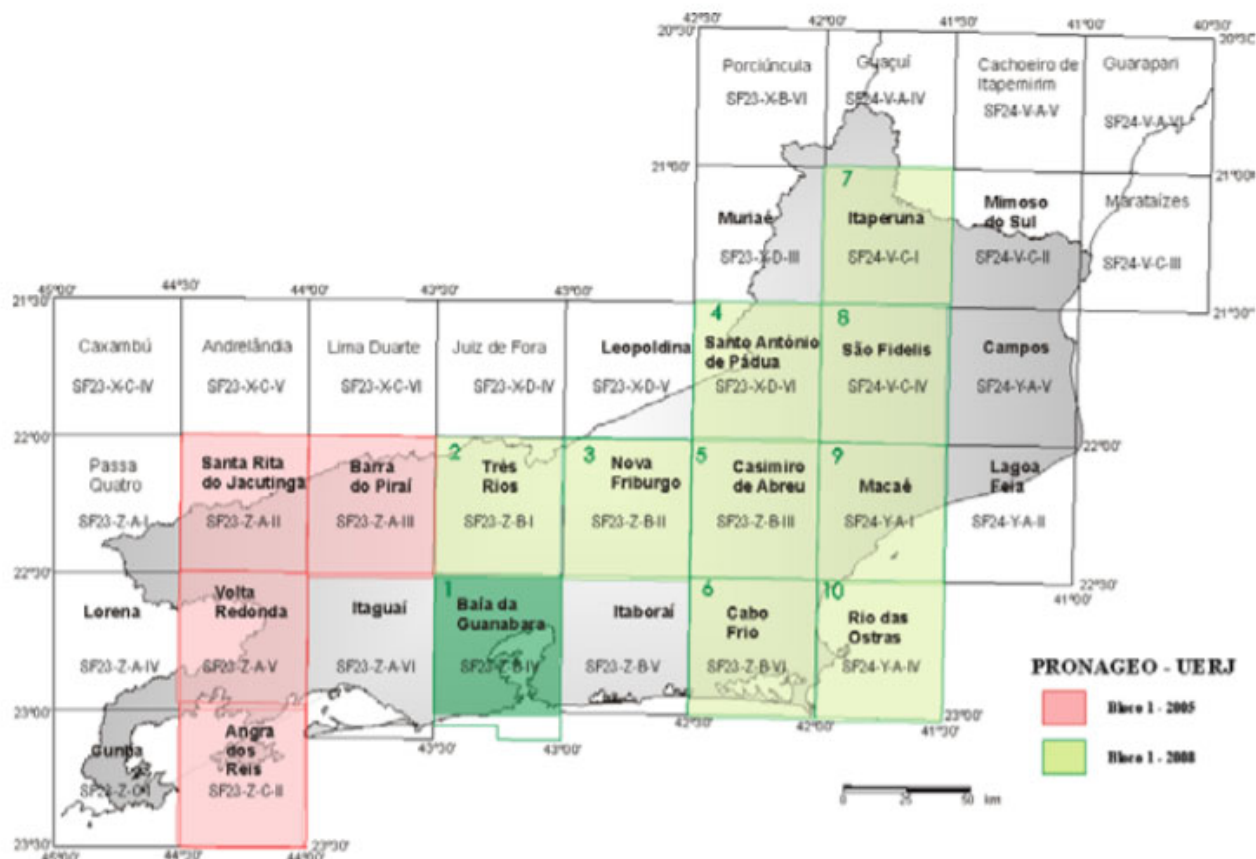 42°30'
42°00'
41°30'
41°00'
20°30'
Porciúncula
SF23-X-B-VI
Guaçuí
SF24-V-A-IV
Cachoeiro de
Itapemirim
SF24-V-A-V
Guarapari
SF24-V-A-VI
21°00'
21°00'
Muriaé
SF23-X-D-III
7
Itaperuna
SF24-V-C-I
Mimoso
do Sul
SF24-V-C-II
Marataízes
SF24-V-C-III
45°00'
44°30'
44°00'
43°30'
43°00'
21°30'
21°30'
Caxambú
SF23-X-C-IV
Andrelândia
SF23-X-C-V
Lima Duarte
SF23-X-C-VI
Juiz de Fora
SF23-X-D-IV
Leopoldina
SF23-X-D-V
4
Santo António
de Pádua
SF23-X-D-VI
8
São Fidelis
SF24-V-C-IV
Campos
SF24-Y-A-V
22°00'
22°00'
Passa
Quatro
SF23-Z-A-I
Santa Rita
do Jacutinga
SF23-Z-A-II
Barra
do Piraí
SF23-Z-A-III
2
Três
Rios
SF23-Z-B-I
3
Nova
Friburgo
SF23-Z-B-II
5
Casimiro
de Abreu
SF23-Z-B-III
9
Macaé
SF24-Y-A-I
Lagoa
Feia
SF24-Y-A-II
22°30'
22°30'
41°00'
Lorena
SF23-Z-A-IV
Volta
Redonda
SF23-Z-A-V
Itaguaí
SF23-Z-A-VI
1
Baía da
Guanabara
SF23-Z-B-IV
Itaboraí
SF23-Z-B-V
6
Cabo
Frio
SF23-Z-B-VI
10
Rio das
Ostras
SF24-Y-A-IV
23°00'
23°00'
43°30'
43°00'
42°30'
42°00'
41°30'
Cunha
SF23-Z-C-I
Angra
dos
Reis
SF23-Z-C-II
23°30'
23°30'
45°00'
44°30'
44°00'
PRONAGEO - UERJ
Bloco 1 - 2005
Bloco 1 - 2008
0 25 50 km